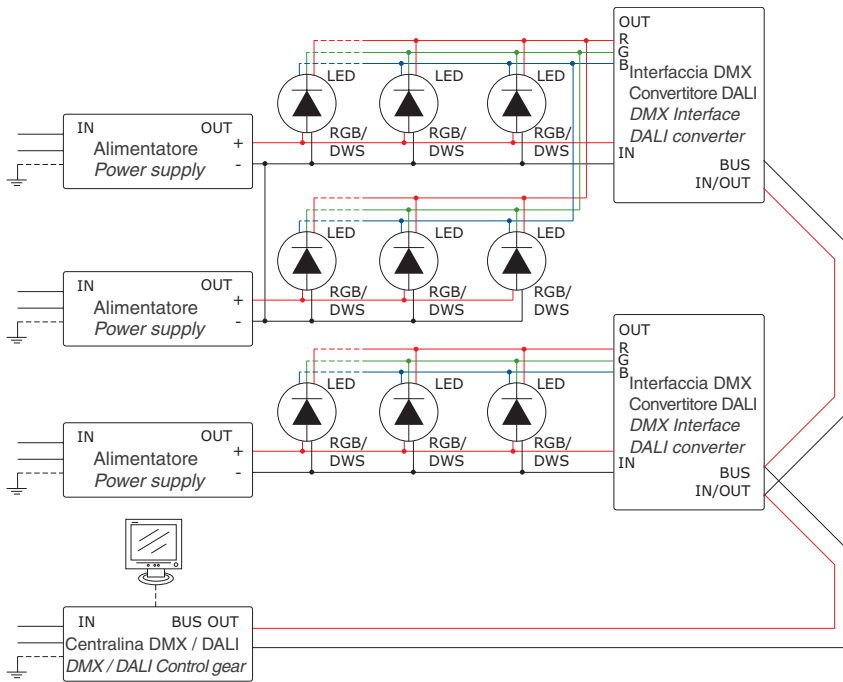 OUT
R
G
B
Interfaccia DMX
Convertitore DALI
DMX Interface
DALI converter
IN
BUS
IN/OUT
LED
LED
LED
RGB/
DWS
RGB/
DWS
RGB/
DWS
IN
OUT
Alimentatore
+
Power supply
-
LED
LED
LED
RGB/
DWS
RGB/
DWS
RGB/
DWS
IN
OUT
Alimentatore
+
Power supply
-
OUT
R
G
B
Interfaccia DMX
Convertitore DALI
DMX Interface
DALI converter
IN
BUS
IN/OUT
LED
LED
LED
RGB/
DWS
RGB/
DWS
RGB/
DWS
IN
OUT
Alimentatore
+
Power supply
-
IN
BUS OUT
Centralina DMX / DALI
DMX / DALI Control gear